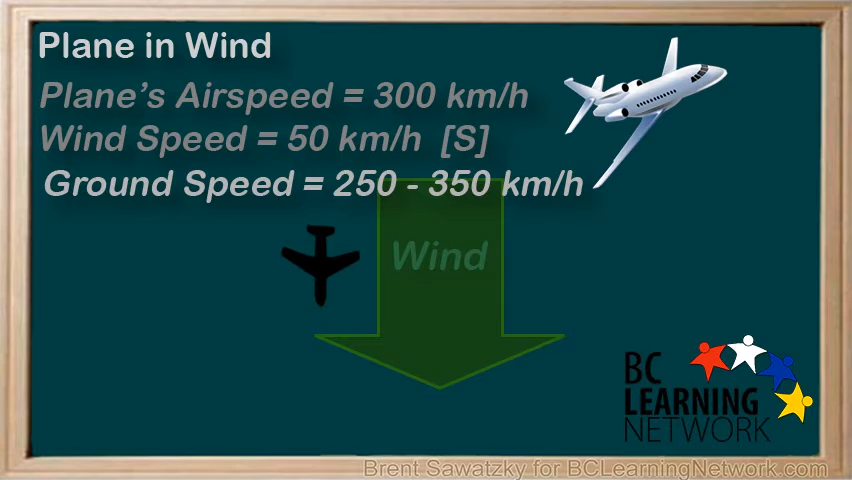 Plane in Wind
Plane's Airspeed = 300 km/h
Wind Speed = 50 km/h [S]
Ground Speed = 250 - 350 km/h
Wind
BC
LEARNING
NETWORK
Brent Sawatzky for BCLearningNetwork.com